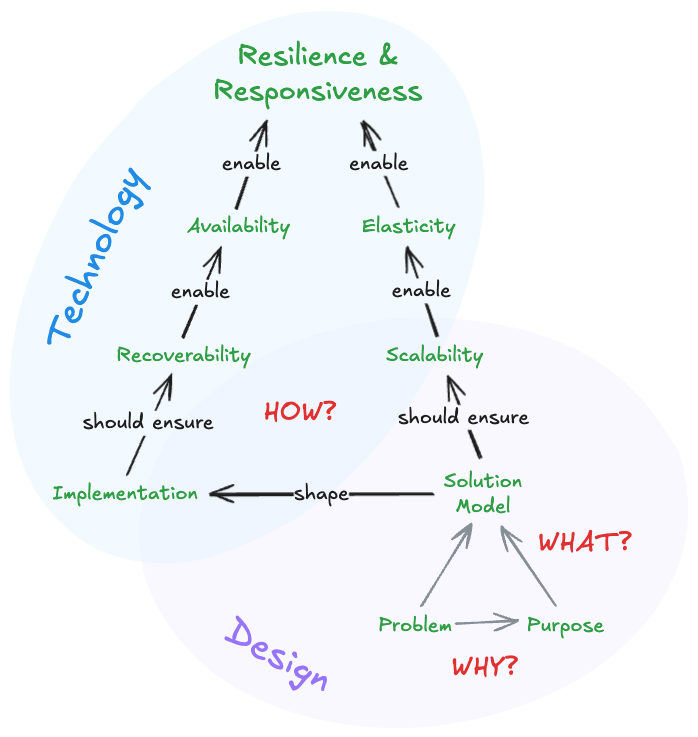 Resilience &
Responsiveness
enable
enable
Technology
Availability
Elasticity
enable
enable
Recoverability
Scalability
HOW?
should ensure
should ensure
Implementation
shape
Solution
Model
WHAT?
Problem
Purpose
Design
WHY?